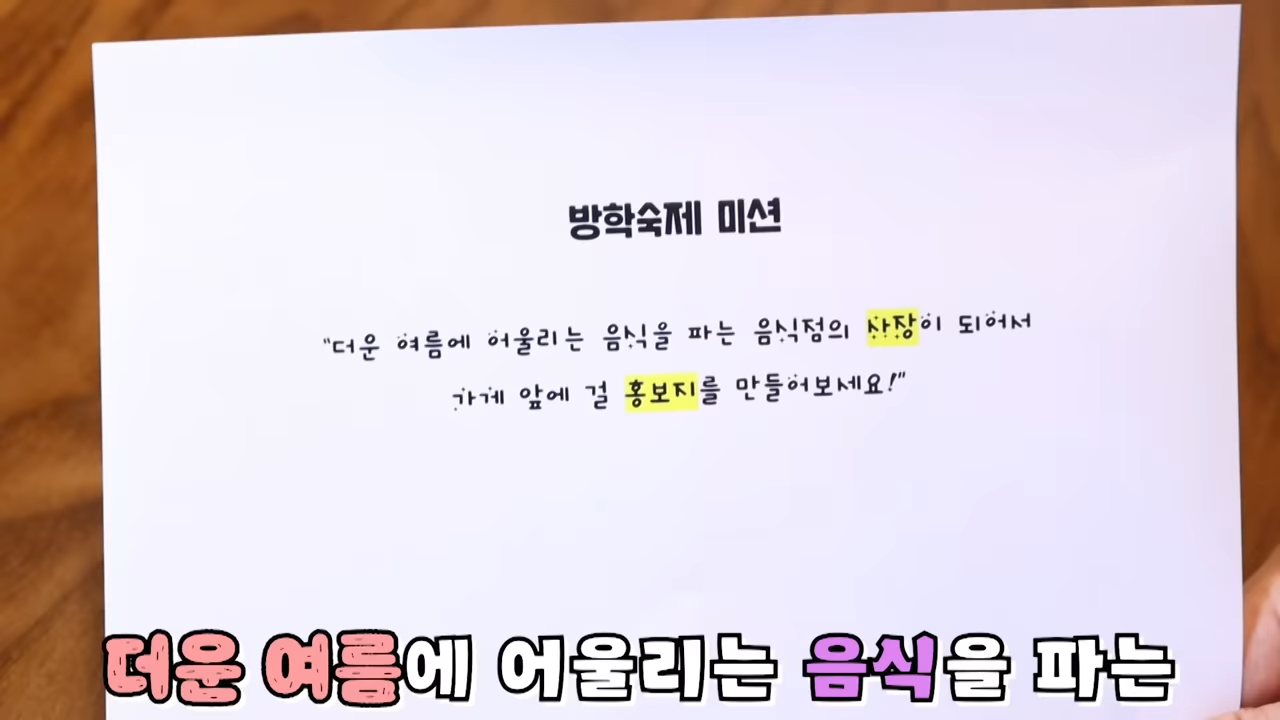 방학숙제 미션
"더운 여름에 어울리는 음식을 파는 음식점의 사장이 되어서
가게 앞에 걸 홍보지를 만들어보세요!"
더운 여름에 어울리는 음식을 파는